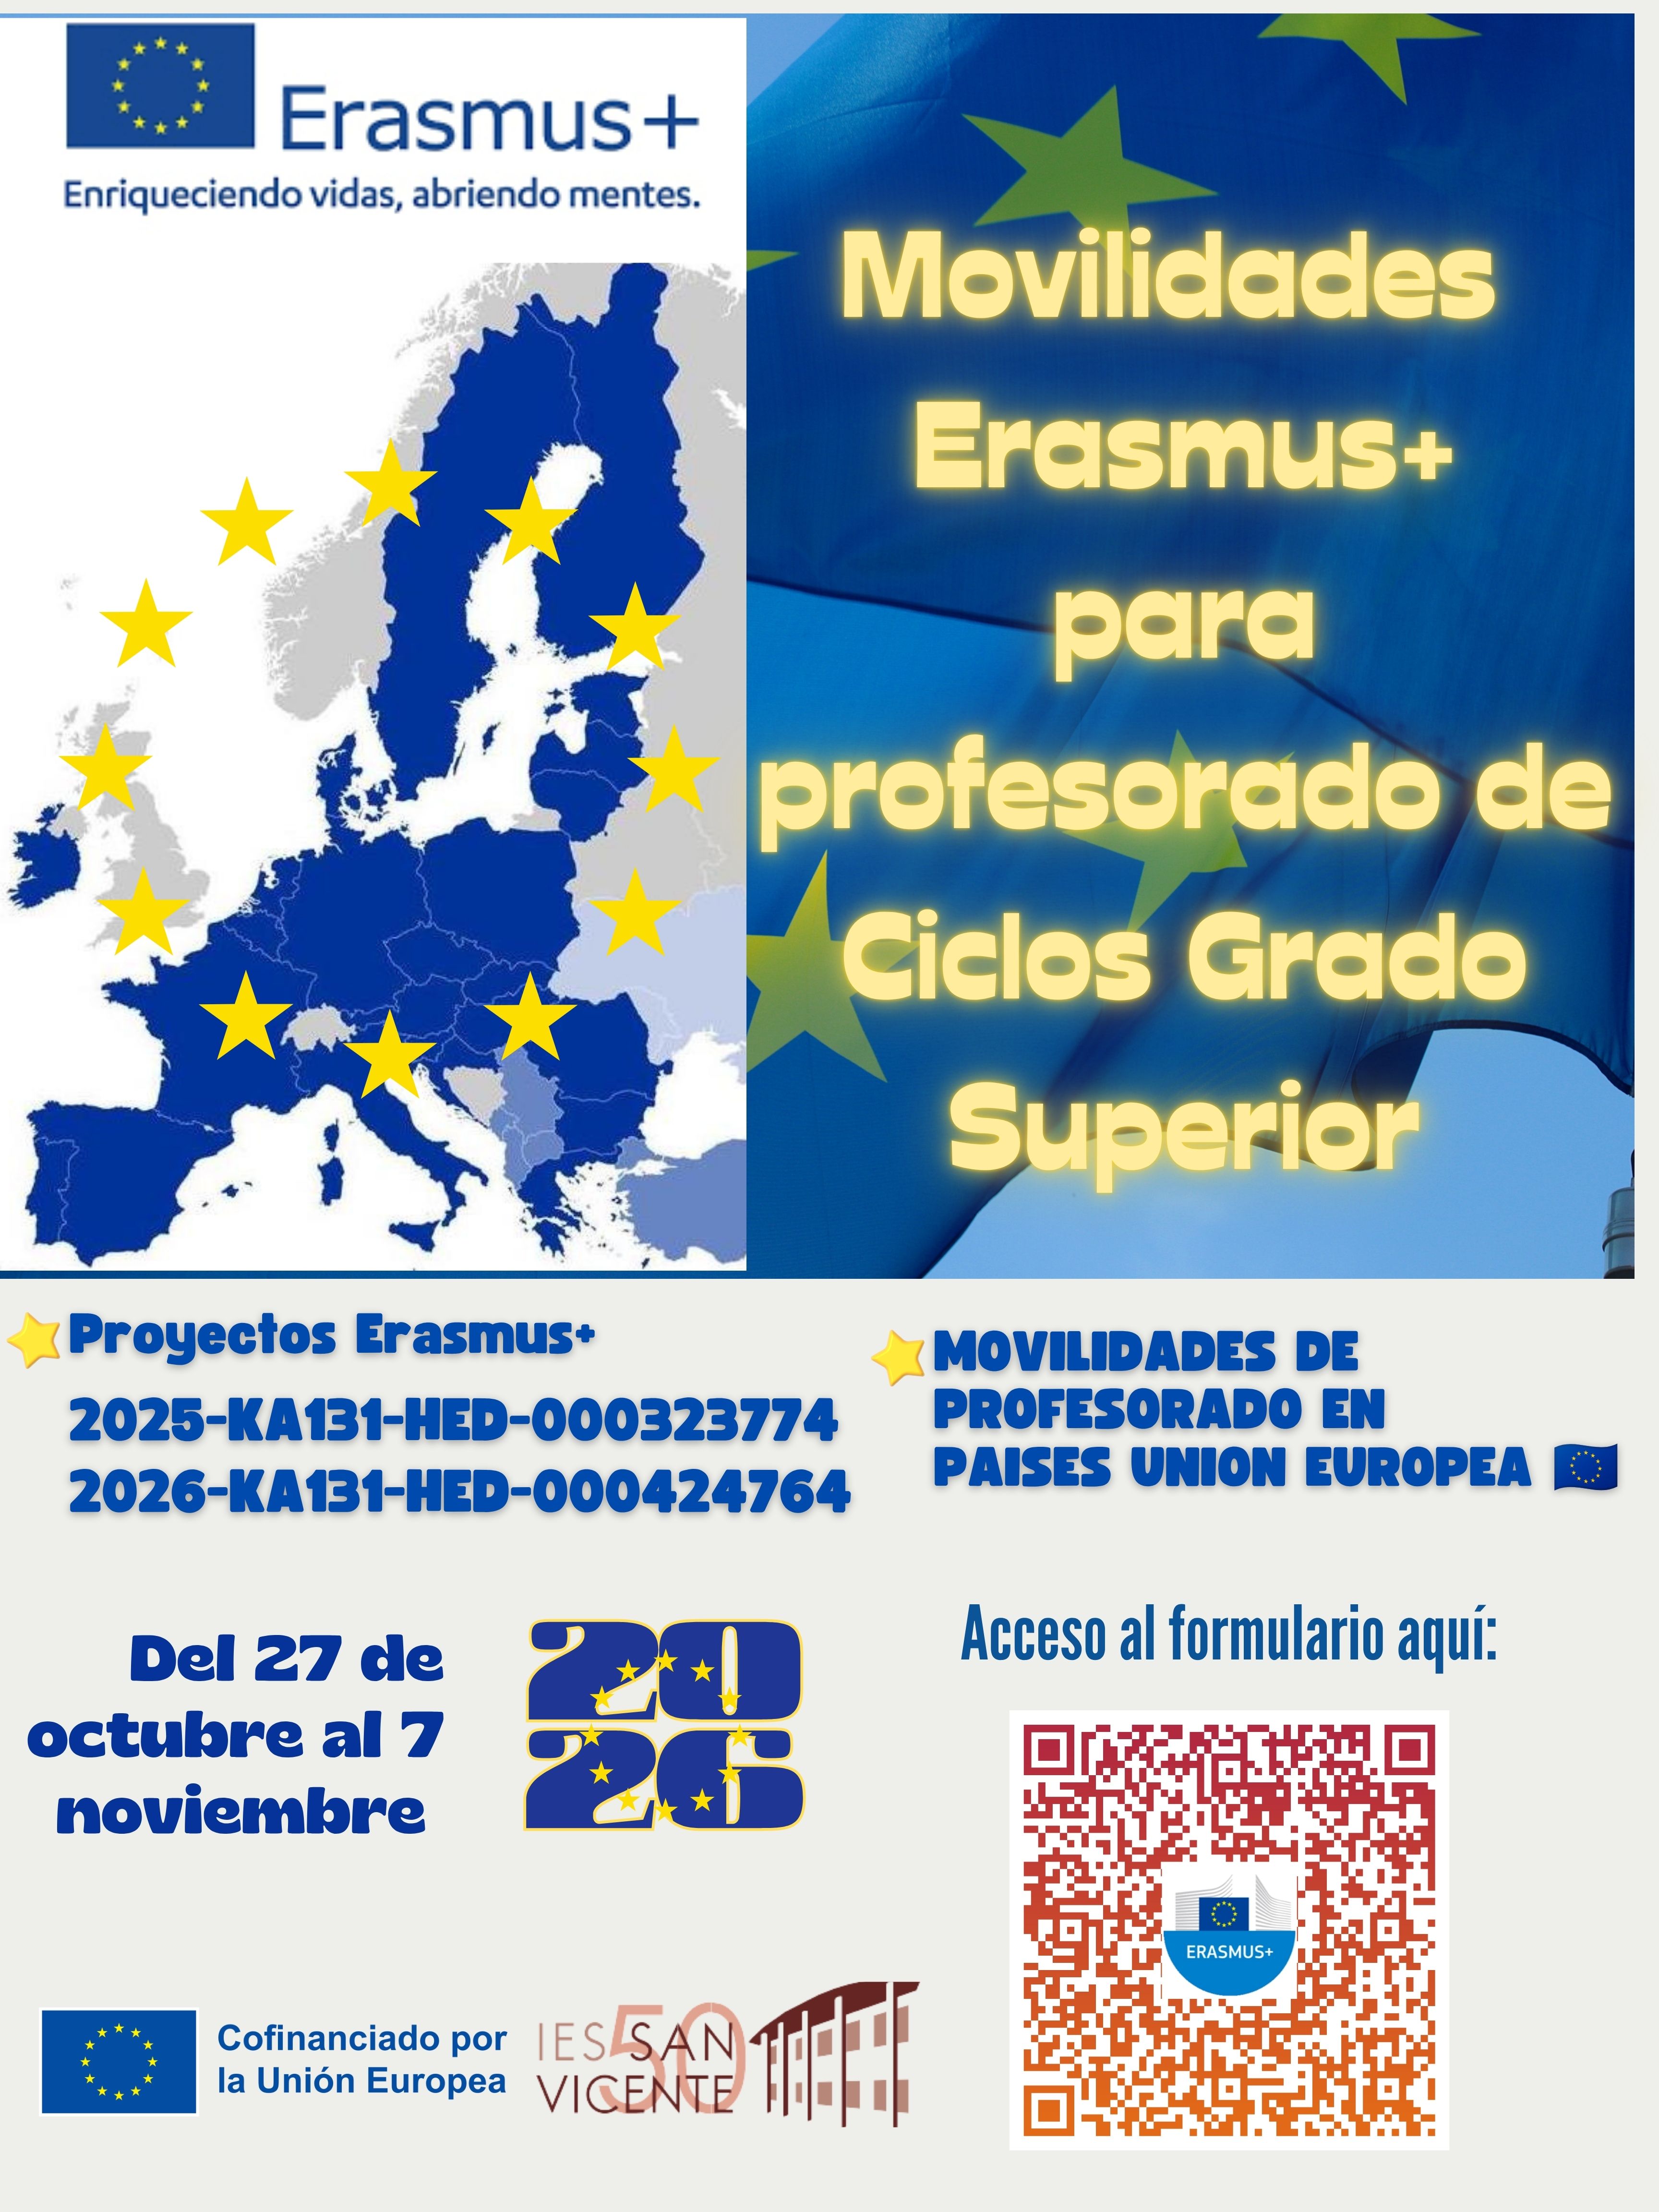 Erasmus+
Enriqueciendo vidas, abriendo mentes.
Movilidades
Erasmus+
para
profesorado de
Ciclos Grado
Superior
Proyectos Erasmus+
2025-KA131-HED-000323774
2026-KA131-HED-000424764
MOVILIDADES DE
PROFESORADO EN
PAISES UNION EUROPEA
Del 27 de
octubre al 7
noviembre
20
26
Acceso al formulario aquí:
ERASMUS+
Cofinanciado por
la Unión Europea
IES SAN
VICENTE
50